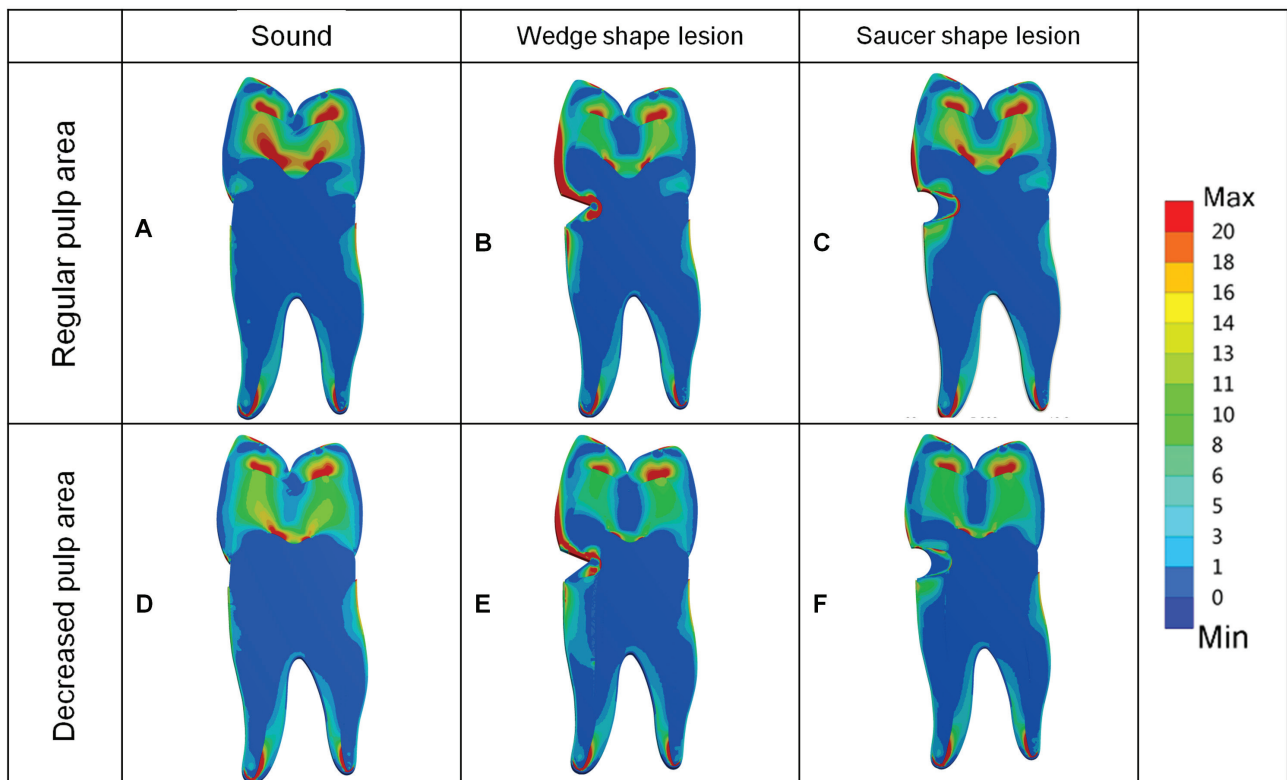 Sound
Wedge shape lesion
Saucer shape lesion
Regular pulp area
A
B
C
Decreased pulp area
D
E
F
Max
20
18
16
14
13
11
10
8
6
5
3
1
0
Min